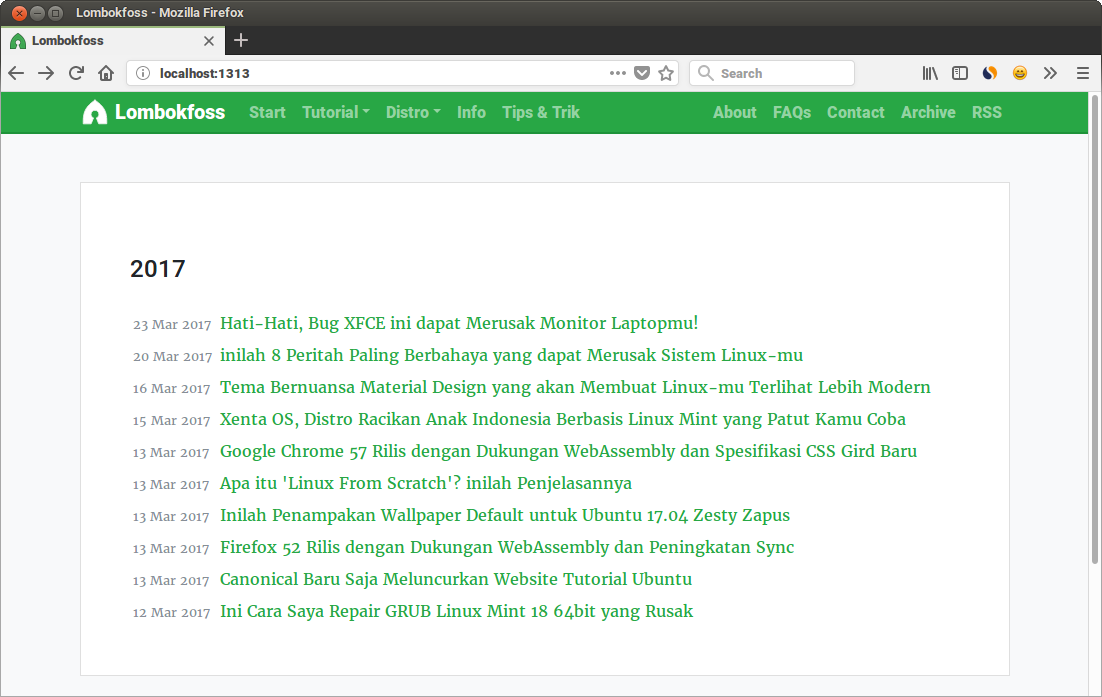 Lombokfoss - Mozilla Firefox
Lombokfoss
localhost:1313
Search
Lombokfoss Start Tutorial Distro Info Tips & Trik About FAQs Contact Archive RSS
2017
23 Mar 2017 Hati-Hati, Bug XFCE ini dapat Merusak Monitor Laptopmu!
20 Mar 2017 inilah 8 Peritah Paling Berbahaya yang dapat Merusak Sistem Linux-mu
16 Mar 2017 Tema Bernuansa Material Design yang akan Membuat Linux-mu Terlihat Lebih Modern
15 Mar 2017 Xenta OS, Distro Racikan Anak Indonesia Berbasis Linux Mint yang Patut Kamu Coba
13 Mar 2017 Google Chrome 57 Rilis dengan Dukungan WebAssembly dan Spesifikasi CSS Gird Baru
13 Mar 2017 Apa itu 'Linux From Scratch'? inilah Penjelasannya
13 Mar 2017 Inilah Penampakan Wallpaper Default untuk Ubuntu 17.04 Zesty Zapus
13 Mar 2017 Firefox 52 Rilis dengan Dukungan WebAssembly dan Peningkatan Sync
13 Mar 2017 Canonical Baru Saja Meluncurkan Website Tutorial Ubuntu
12 Mar 2017 Ini Cara Saya Repair GRUB Linux Mint 18 64bit yang Rusak